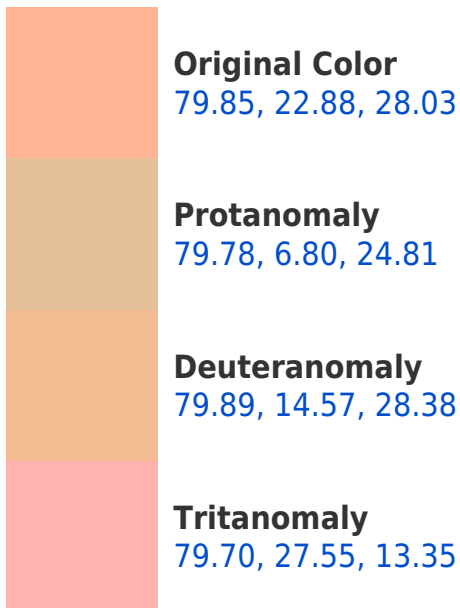 Original Color
79.85, 22.88, 28.03
Protanomaly
79.78, 6.80, 24.81
Deuteranomaly
79.89, 14.57, 28.38
Tritanomaly
79.70, 27.55, 13.35